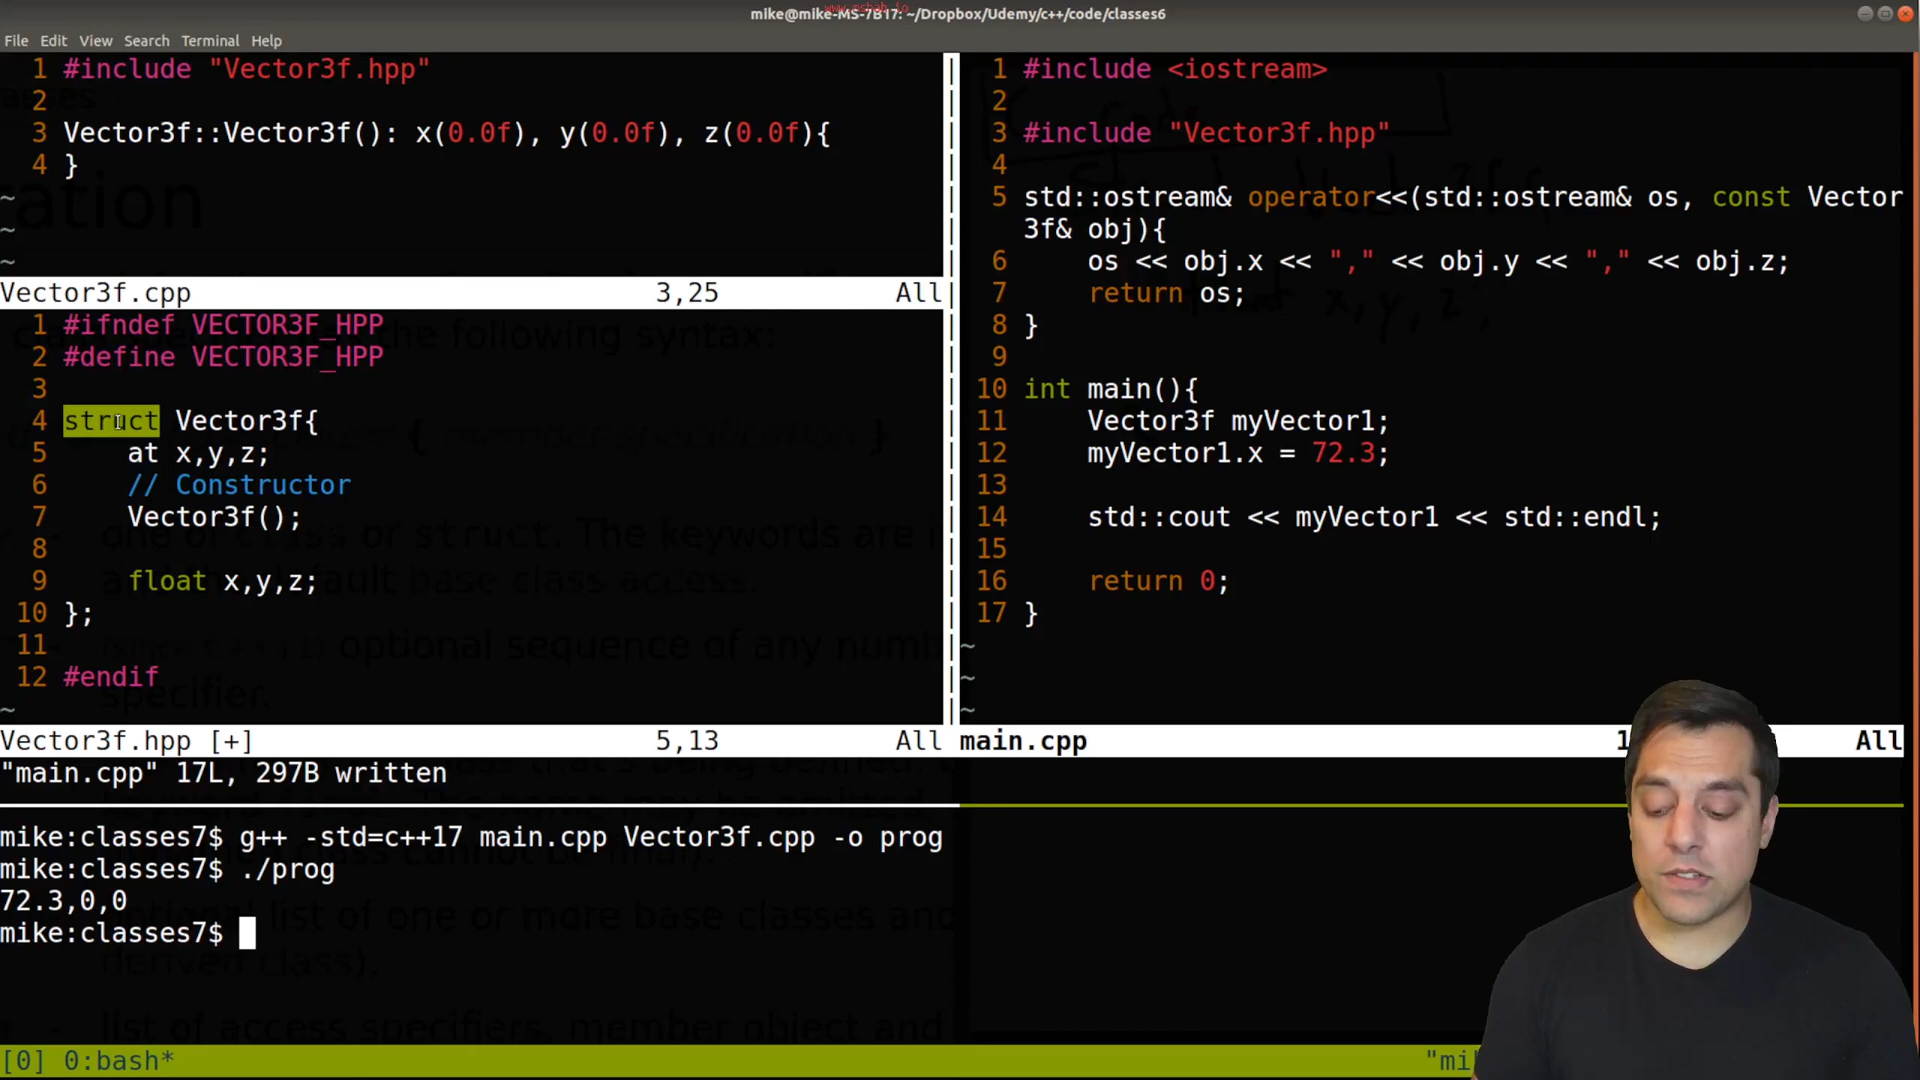 www.mshab.io
mike@mike-MS-7B17: ~/Dropbox/Udemy/c++/code/classes6
File Edit View Search Terminal Help
1 #include "Vector3f.hpp"
2
3 Vector3f::Vector3f(): x(0.0f), y(0.0f), z(0.0f){
4 }
~
~
~
Vector3f.cpp 3,25 All
1 #ifndef VECTOR3F_HPP
2 #define VECTOR3F_HPP
3
4 struct Vector3f{
5 at x,y,z;
6 // Constructor
7 Vector3f();
8
9 float x,y,z;
10 };
11
12 #endif
~
Vector3f.hpp [+] 5,13 All
"main.cpp" 17L, 297B written
1 #include <iostream>
2
3 #include "Vector3f.hpp"
4
5 std::ostream& operator<<(std::ostream& os, const Vector
3f& obj){
6 os << obj.x << "," << obj.y << "," << obj.z;
7 return os;
8 }
9
10 int main(){
11 Vector3f myVector1;
12 myVector1.x = 72.3;
13
14 std::cout << myVector1 << std::endl;
15
16 return 0;
17 }
~
~
~
main.cpp All
mike:classes7$ g++ -std=c++17 main.cpp Vector3f.cpp -o prog
mike:classes7$ ./prog
72.3,0,0
mike:classes7$
[0] 0:bash*